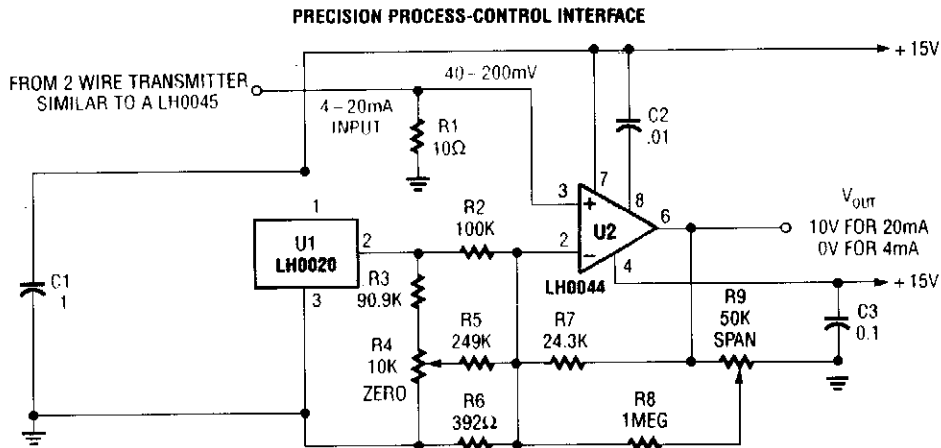 PRECISION PROCESS-CONTROL INTERFACE
+ 15V
FROM 2 WIRE TRANSMITTER
SIMILAR TO A LH0045
40-200mV
4-20mA
INPUT
R1
10Ω
C2
.01
3
7
8
+
U2
6
2
−
4
LH0044
V OUT
10V FOR 20mA
0V FOR 4mA
1
U1
LH0020
2
3
R2
100K
R3
90.9K
C1
1
R4
10K
ZERO
R5
249K
R7
24.3K
R9
50K
SPAN
+ 15V
C3
0.1
R6
392Ω
R8
1MEG